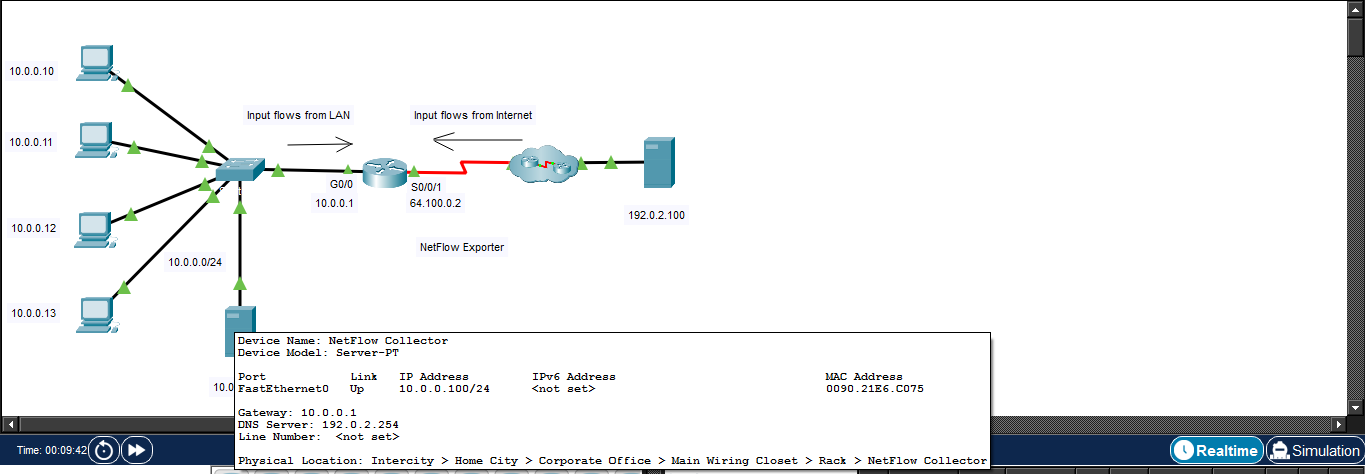 10.0.0.10
Input flows from LAN
Input flows from Internet
10.0.0.11
G0/0
S0/0/1
10.0.0.1
64.100.0.2
192.0.2.100
10.0.0.12
NetFlow Exporter
10.0.0.0/24
10.0.0.13
Device Name: NetFlow Collector
Device Model: Server-PT
Port Link IP Address IPv6 Address MAC Address
FastEthernet0 Up 10.0.0.100/24 <not set> 0090.21E6.C075
Gateway: 10.0.0.1
DNS Server: 192.0.2.254
Line Number: <not set>
Physical Location: Intercity > Home City > Corporate Office > Main Wiring Closet > Rack > NetFlow Collector
Time: 00:09:42
Realtime
Simulation